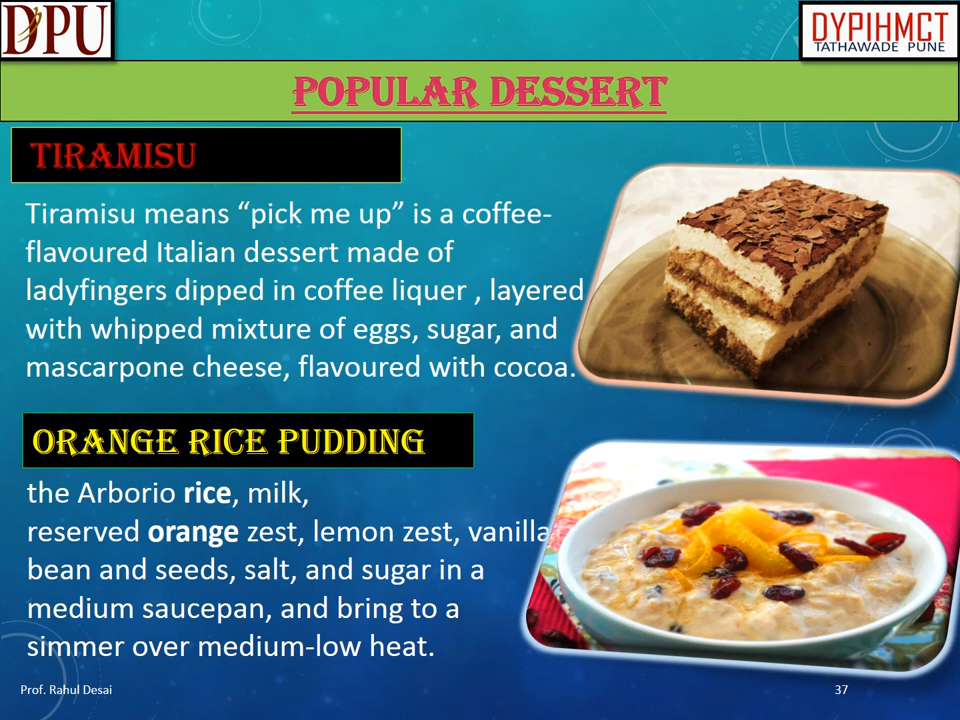 DPU
DYPIHMCT
TATHAWADE PUNE
POPULAR DESSERT
TIRAMISU
Tiramisu means “pick me up” is a coffee-
flavoured Italian dessert made of
ladyfingers dipped in coffee liquer , layered
with whipped mixture of eggs, sugar, and
mascarpone cheese, flavoured with cocoa.
ORANGE RICE PUDDING
the Arborio rice, milk,
reserved orange zest, lemon zest, vanilla
bean and seeds, salt, and sugar in a
medium saucepan, and bring to a
simmer over medium-low heat.
Prof. Rahul Desai
37